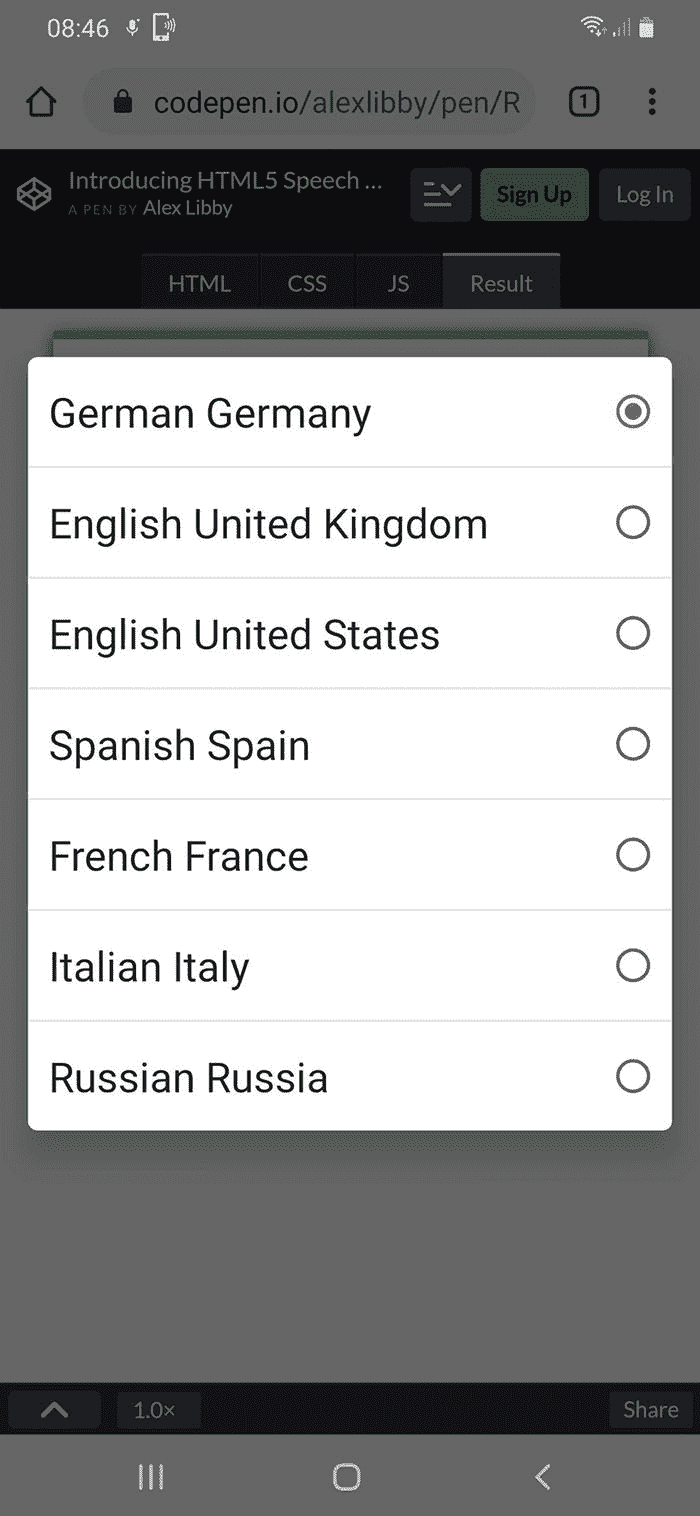 08:46
codepen.io/alexlibby/pen/R
1
Introducing HTML5 Speech ...
A PEN BY Alex Libby
Sign Up
Log In
HTML
CSS
JS
Result
German Germany
English United Kingdom
English United States
Spanish Spain
French France
Italian Italy
Russian Russia
1.0×
Share